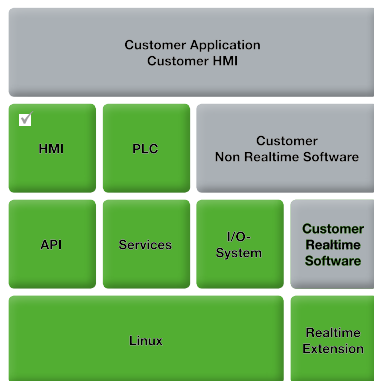 Customer Application
Customer HMI
HMI
PLC
Customer
Non Realtime Software
API
Services
I/O-
System
Customer
Realtime
Software
Linux
Realtime
Extension